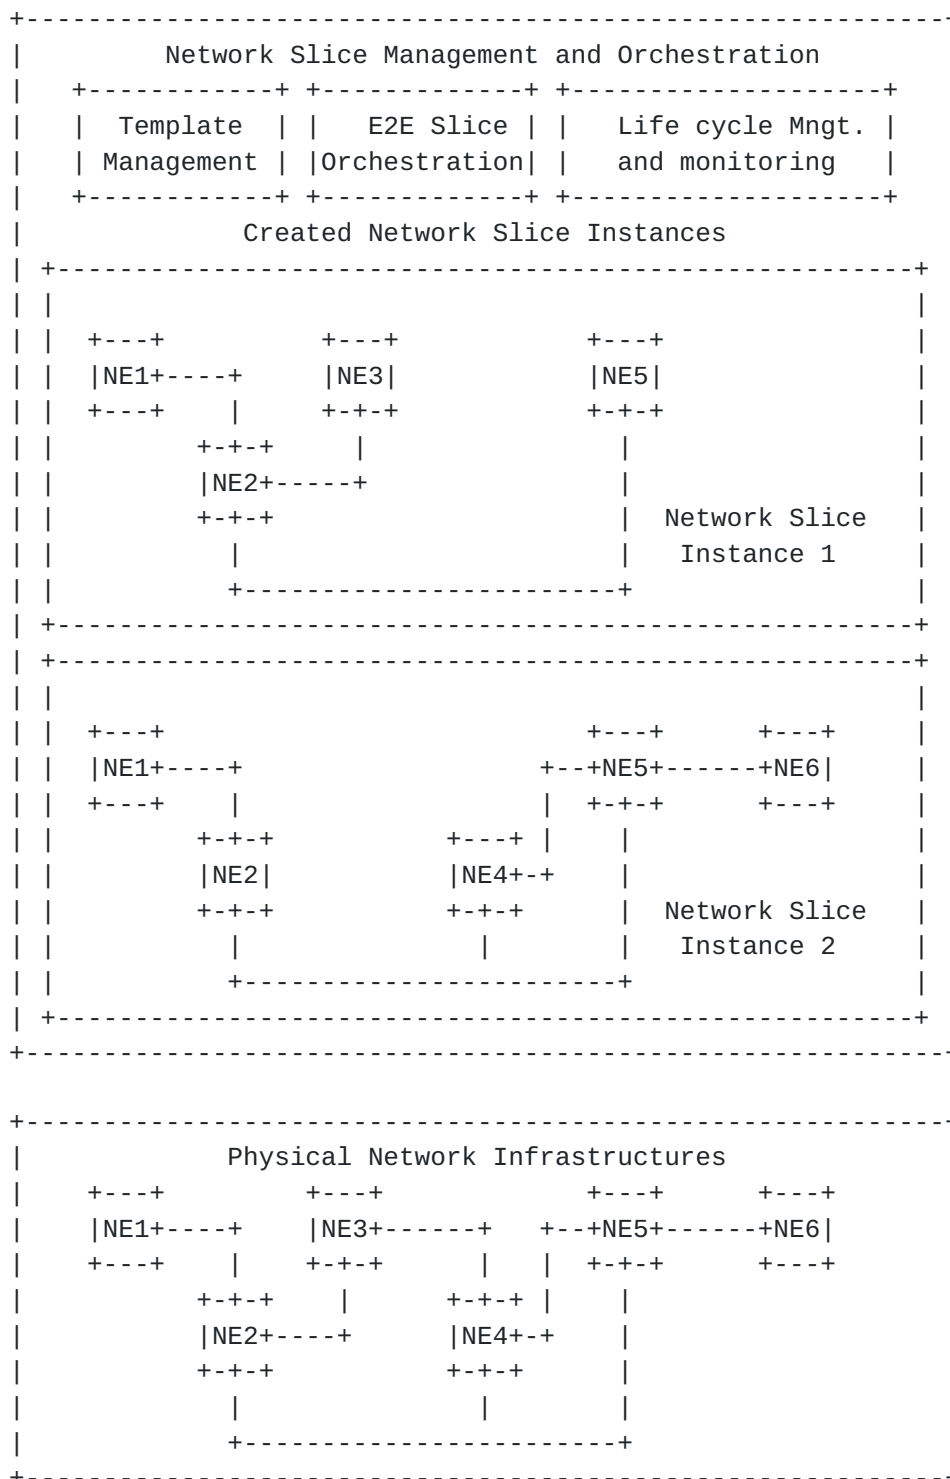 Network Slice Management and Orchestration
Template E2E Slice Life cycle Mngt.
Management Orchestration and monitoring
Created Network Slice Instances
NE1 NE3 NE5
NE2
Network Slice
Instance 1
NE1 NE5 NE6
NE2 NE4
Network Slice
Instance 2
Physical Network Infrastructures
NE1 NE3 NE5 NE6
NE2 NE4